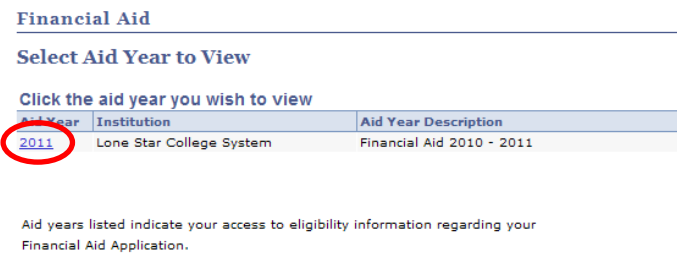 Financial Aid
Select Aid Year to View
Click the aid year you wish to view
Aid Year Institution Aid Year Description
2011 Lone Star College System Financial Aid 2010 - 2011
Aid years listed indicate your access to eligibility information regarding your
Financial Aid Application.